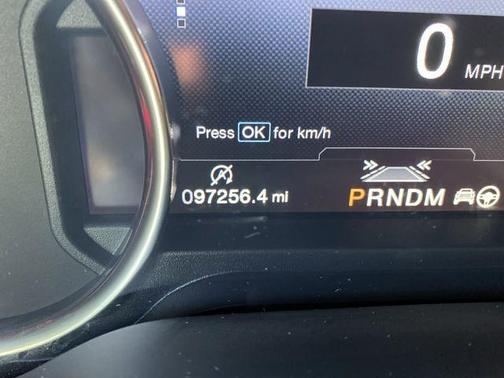 0 MPH
Press OK for km/h
097256.4 mi
PRNDM